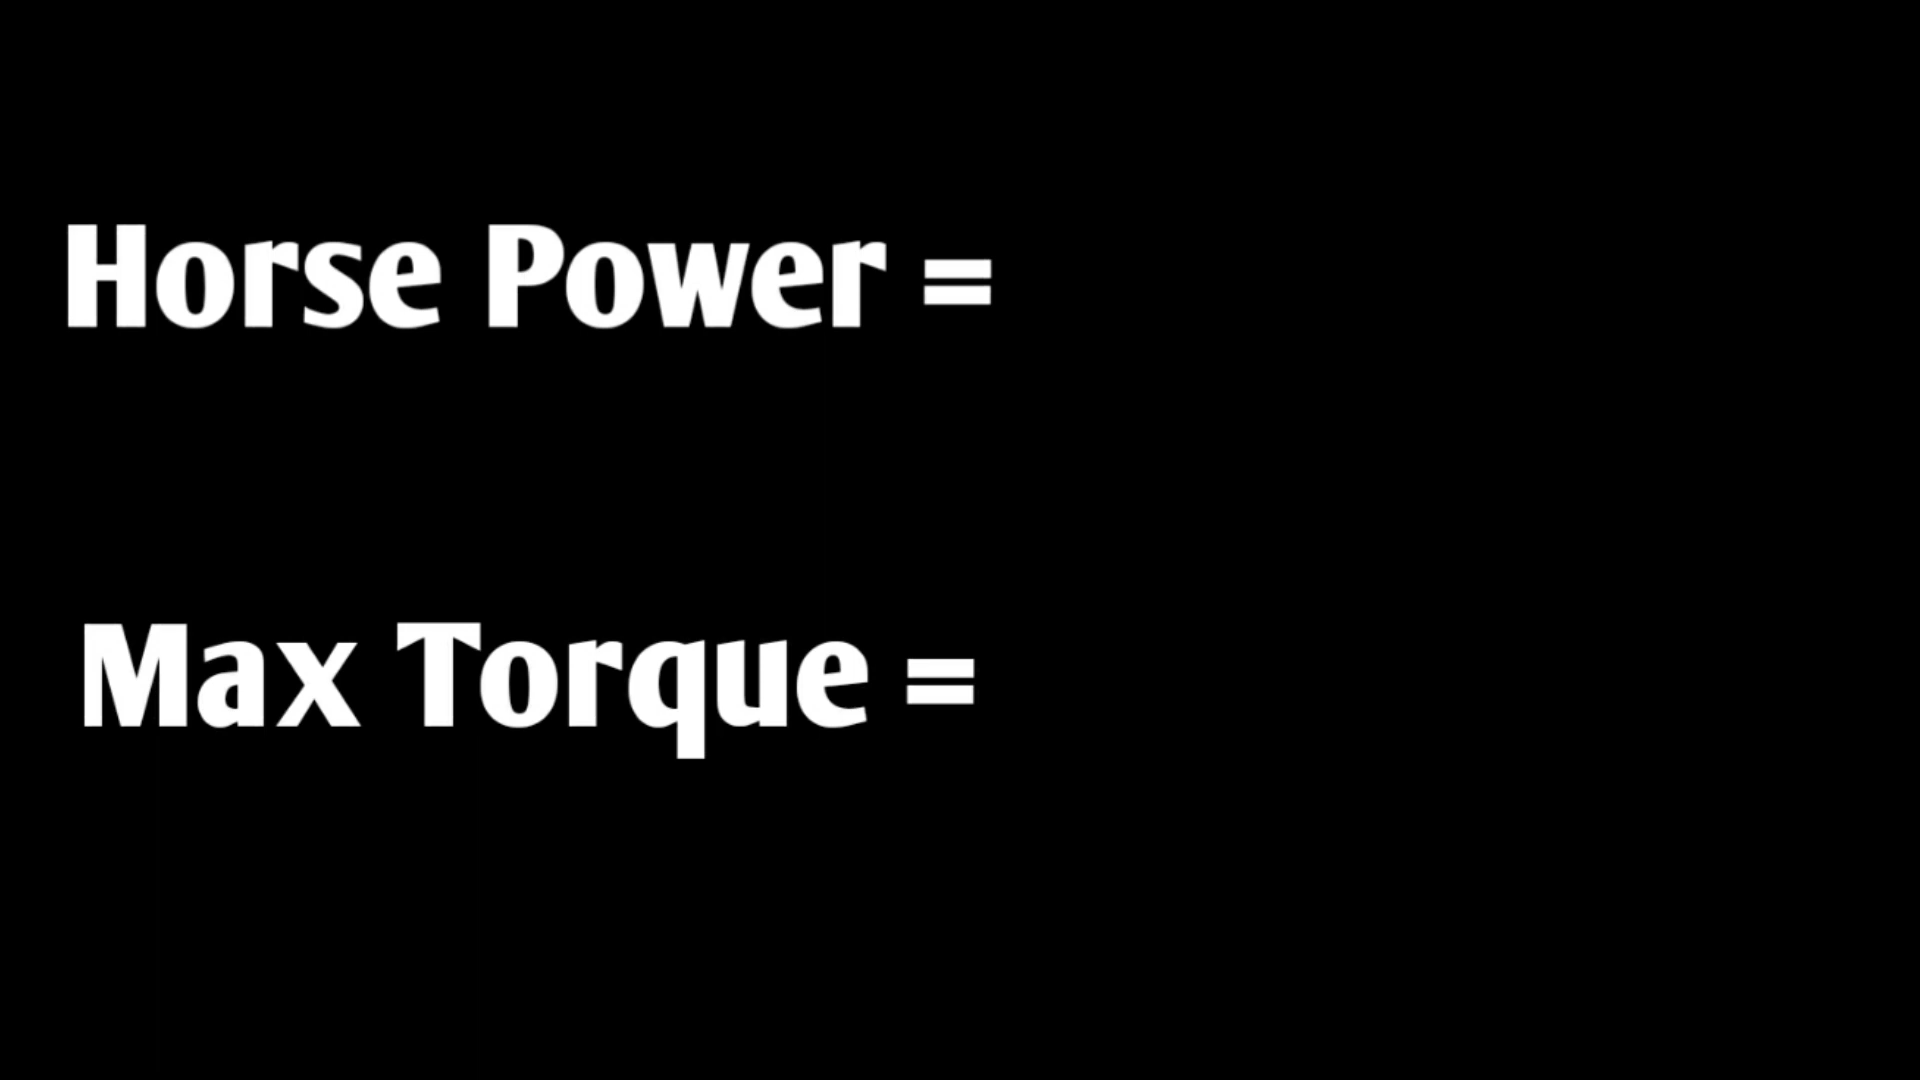 Horse Power =
Max Torque =